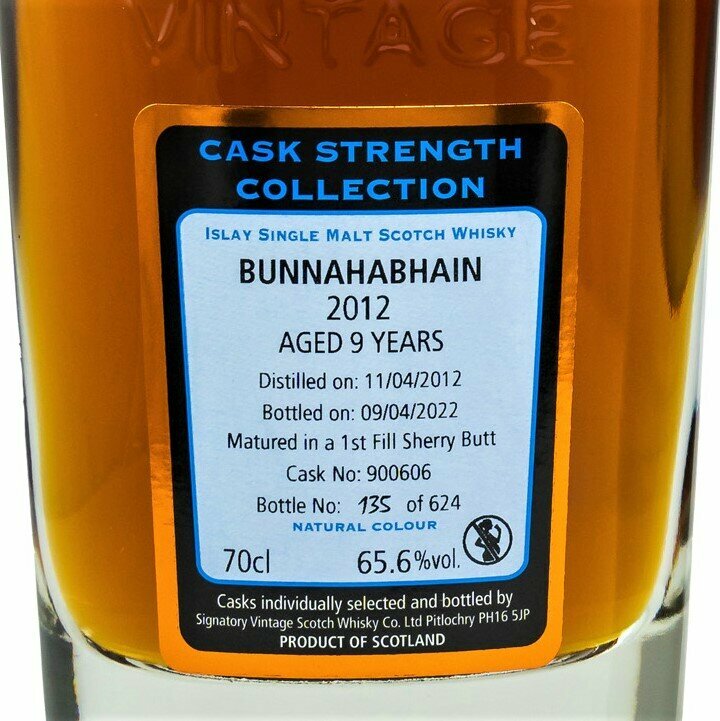 VINTAGE
CASK STRENGTH
COLLECTION
ISLAY SINGLE MALT SCOTCH WHISKY
BUNNAHABHAIN
2012
AGED 9 YEARS
Distilled on: 11/04/2012
Bottled on: 09/04/2022
Matured in a 1st Fill Sherry Butt
Cask No: 900606
Bottle No: 135 of 624
NATURAL COLOUR
70cl 65.6%vol.
Casks individually selected and bottled by
Signatory Vintage Scotch Whisky Co. Ltd Pitlochry PH16 5JP
PRODUCT OF SCOTLAND